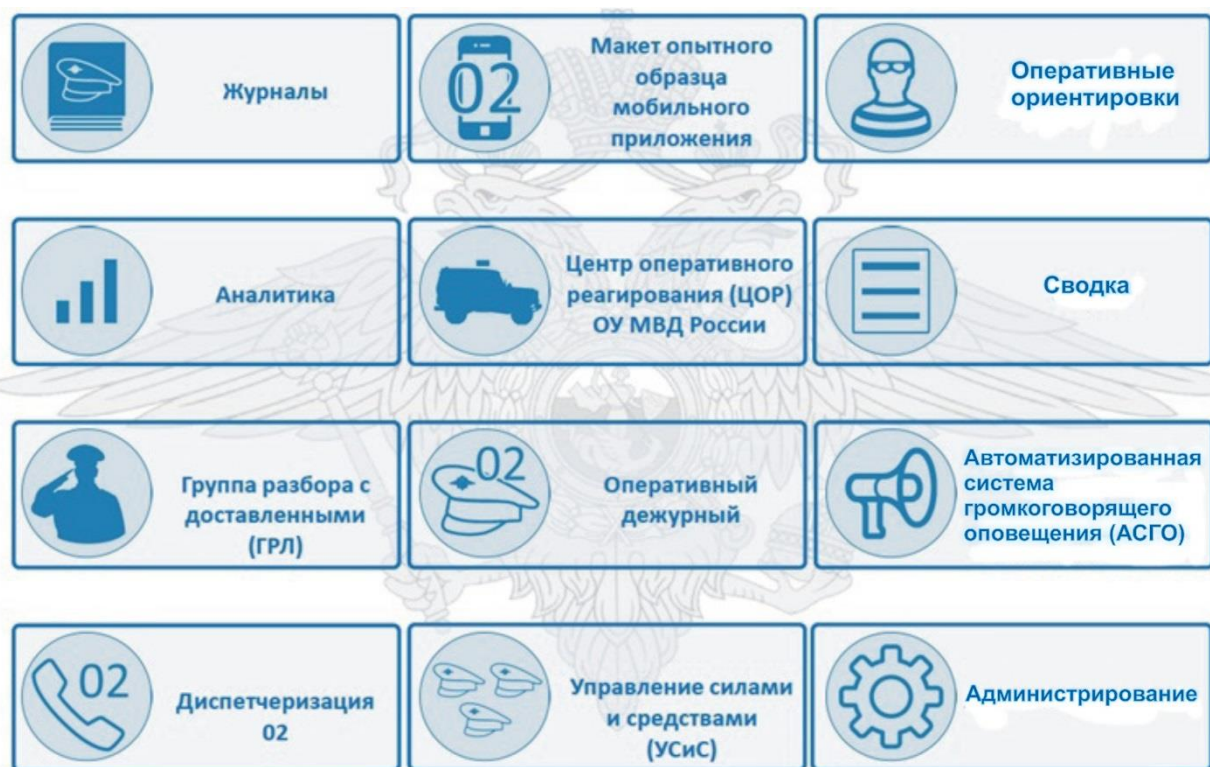 Журналы
02
Макет опытного
образца
мобильного
приложения
Оперативные
ориентировки
Аналитика
Центр оперативного
реагирования (ЦОР)
ОУ МВД России
Сводка
Группа разбора с
доставленными
(ГРЛ)
02
Оперативный
дежурный
Автоматизированная
система
громкоговорящего
оповещения (АСГО)
02
Диспетчеризация
02
Управление силами
и средствами
(УСиС)
Администрирование